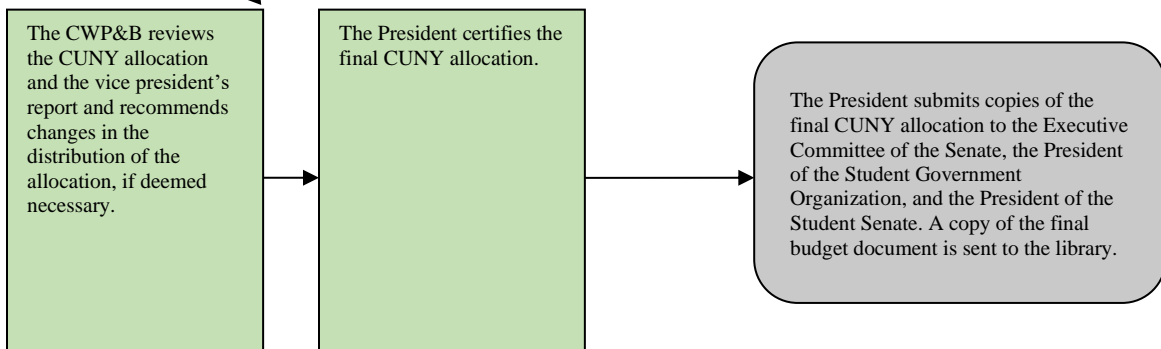 The CWP&B reviews
the CUNY allocation
and the vice president’s
report and recommends
changes in the
distribution of the
allocation, if deemed
necessary.
The President certifies the
final CUNY allocation.
The President submits copies of the
final CUNY allocation to the Executive
Committee of the Senate, the President
of the Student Government
Organization, and the President of the
Student Senate. A copy of the final
budget document is sent to the library.